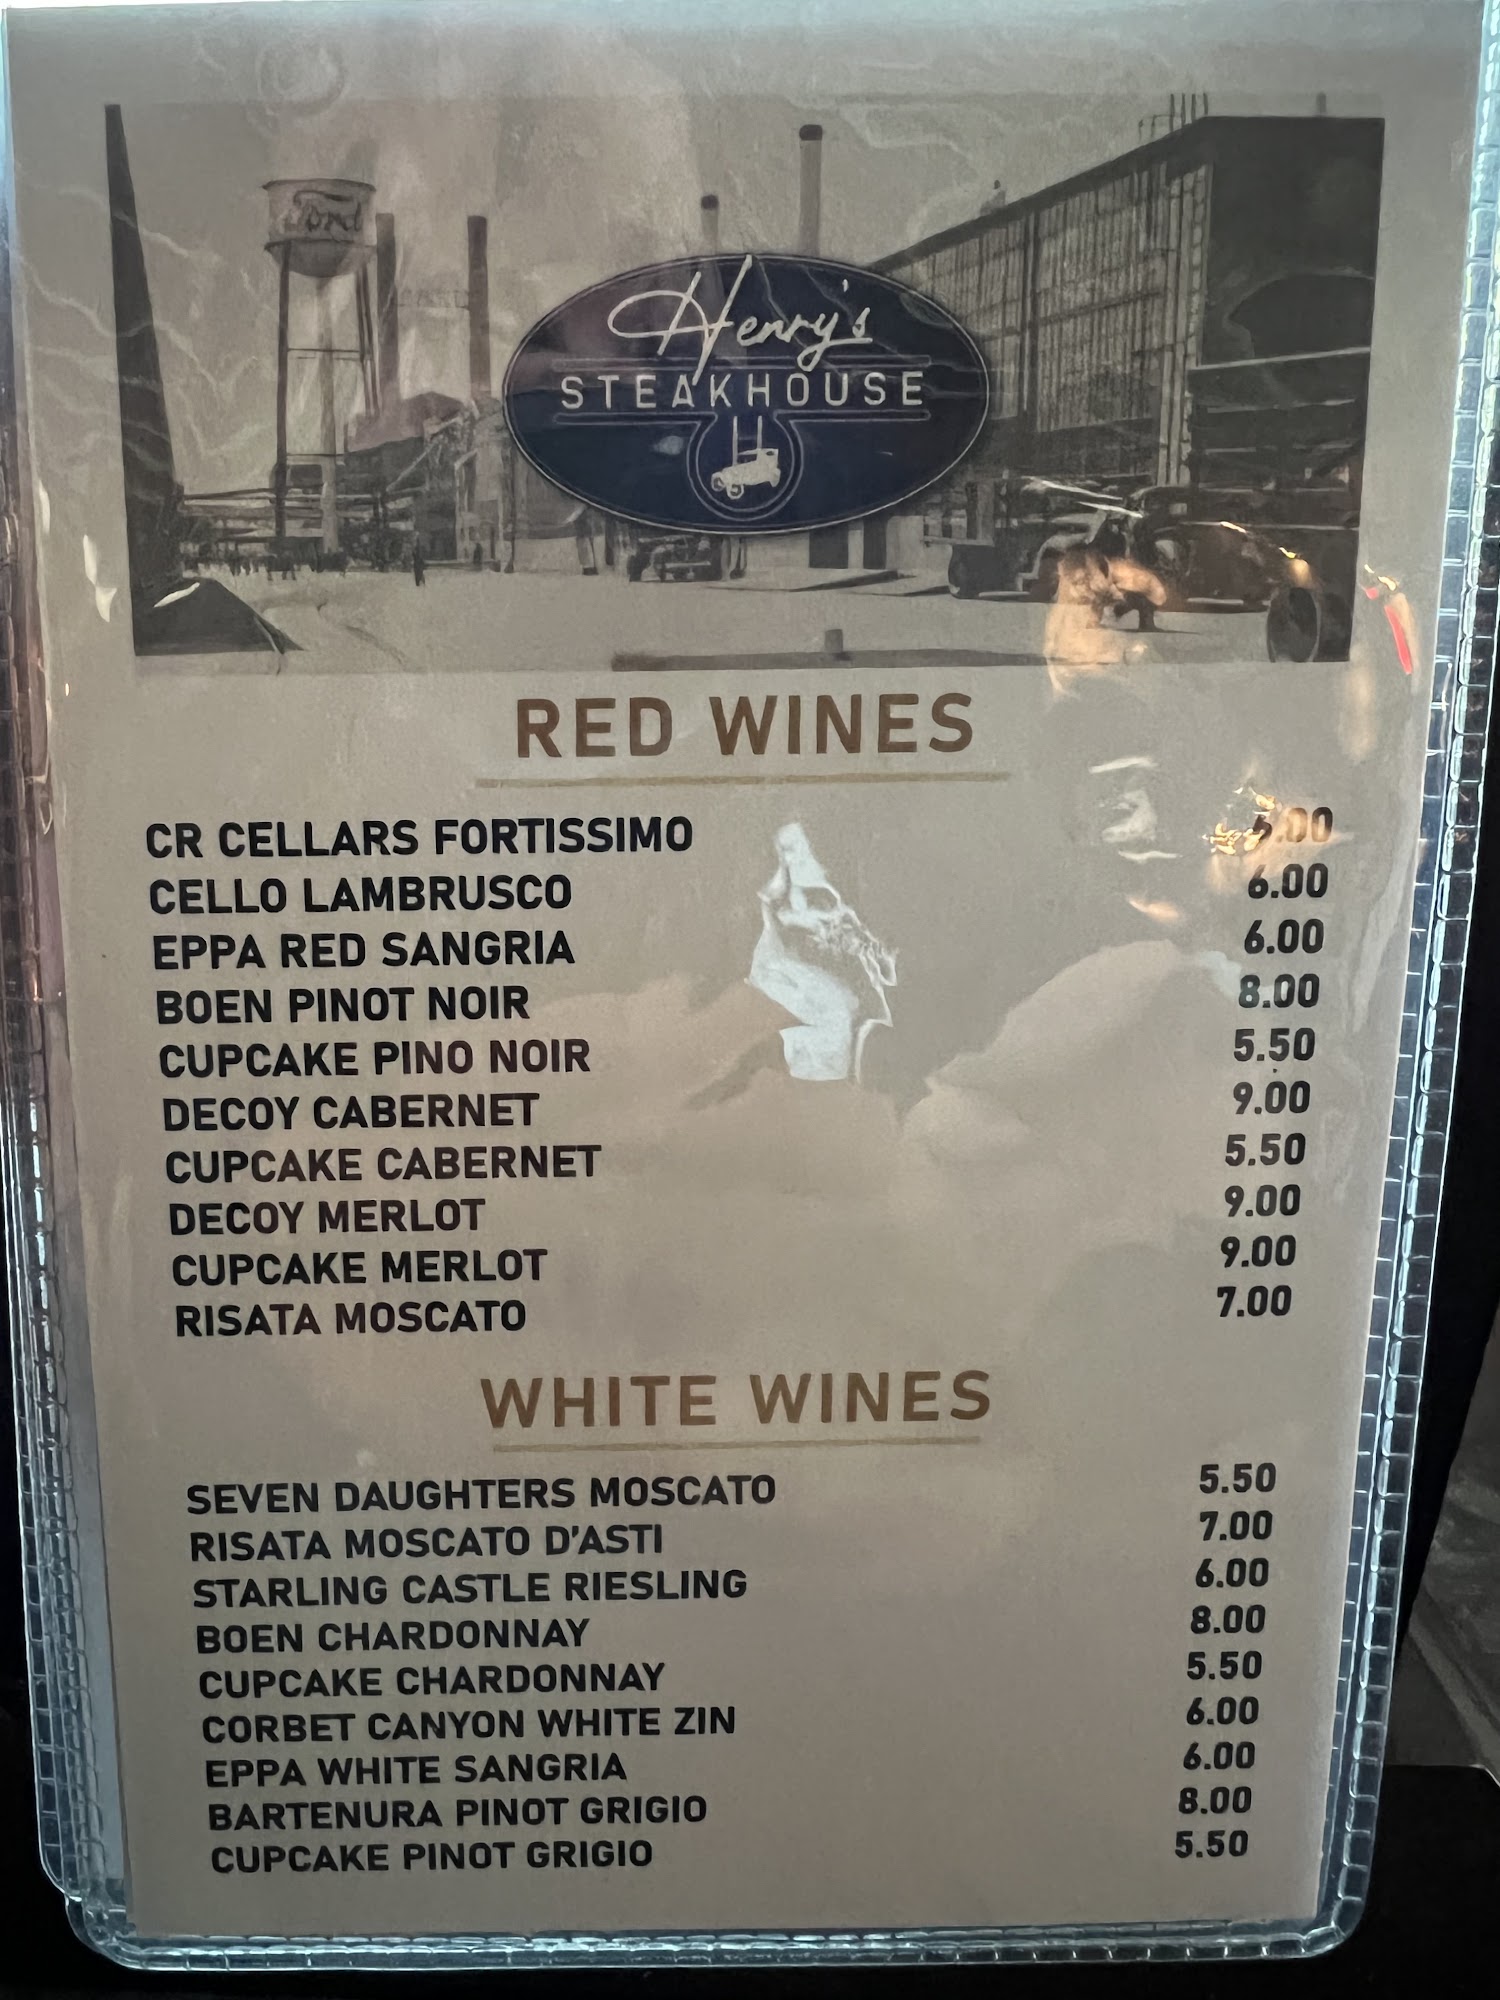 Ford
Henry's
STEAKHOUSE
RED WINES
CR CELLARS FORTISSIMO .00
CELLO LAMBRUSCO 6.00
EPPA RED SANGRIA 6.00
BOEN PINOT NOIR 8.00
CUPCAKE PINO NOIR 5.50
DECOY CABERNET 9.00
CUPCAKE CABERNET 5.50
DECOY MERLOT 9.00
CUPCAKE MERLOT 9.00
RISATA MOSCATO 7.00
WHITE WINES
SEVEN DAUGHTERS MOSCATO 5.50
RISATA MOSCATO D'ASTI 7.00
STARLING CASTLE RIESLING 6.00
BOEN CHARDONNAY 8.00
CUPCAKE CHARDONNAY 5.50
CORBET CANYON WHITE ZIN 6.00
EPPA WHITE SANGRIA 6.00
BARTENURA PINOT GRIGIO 8.00
CUPCAKE PINOT GRIGIO 5.50